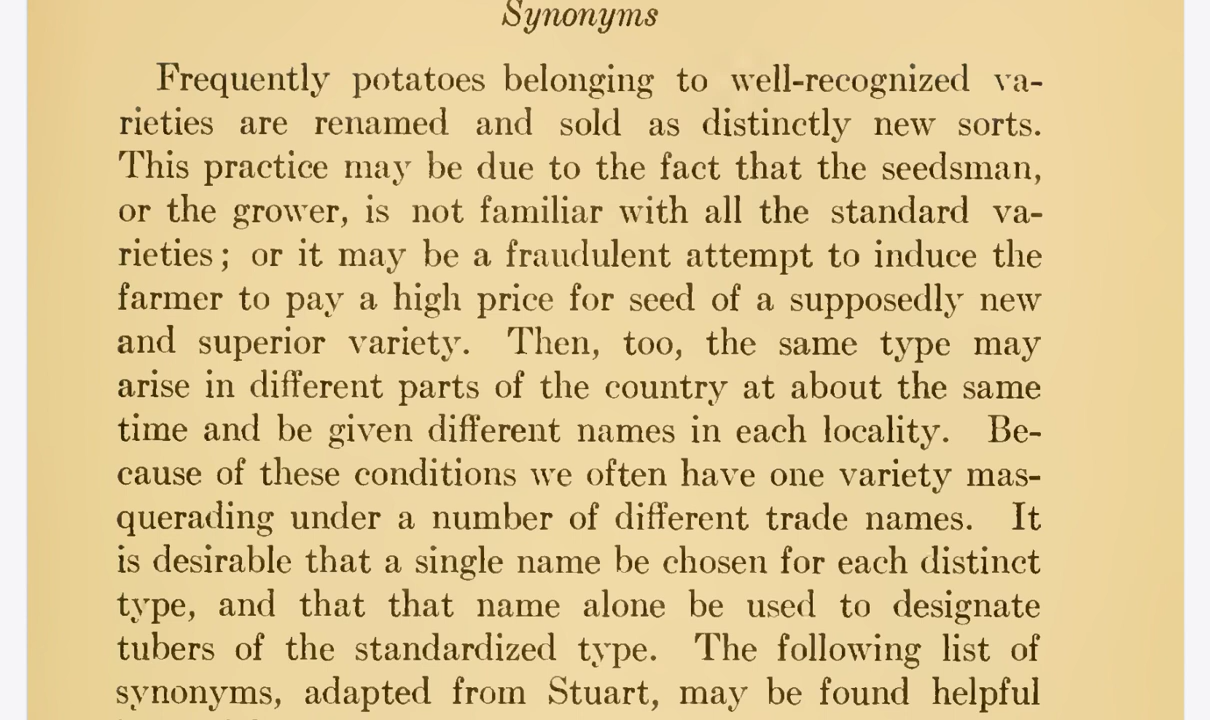 Synonyms
Frequently potatoes belonging to well-recognized va-
rieties are renamed and sold as distinctly new sorts.
This practice may be due to the fact that the seedsman,
or the grower, is not familiar with all the standard va-
rieties; or it may be a fraudulent attempt to induce the
farmer to pay a high price for seed of a supposedly new
and superior variety. Then, too, the same type may
arise in different parts of the country at about the same
time and be given different names in each locality. Be-
cause of these conditions we often have one variety mas-
querading under a number of different trade names. It
is desirable that a single name be chosen for each distinct
type, and that that name alone be used to designate
tubers of the standardized type. The following list of
synonyms, adapted from Stuart, may be found helpful